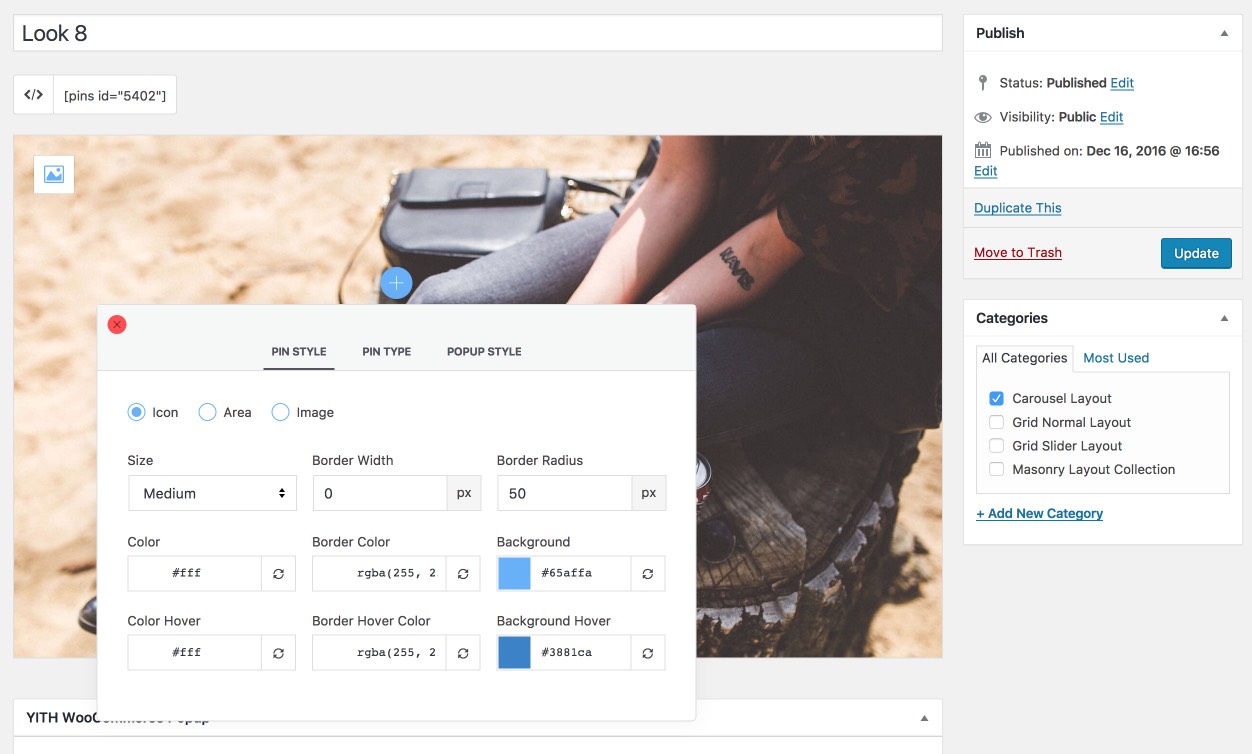 Look 8
</> [pins id="5402"]
PIN STYLE PIN TYPE POPUP STYLE
Icon Area Image
Size Border Width Border Radius
Medium 0 px 50 px
Color Border Color Background
#fff rgba(255, 2 #65affa
Color Hover Border Hover Color Background Hover
#fff rgba(255, 2 #3881ca
YITH
Publish
Status: Published Edit
Visibility: Public Edit
Published on: Dec 16, 2016 @ 16:56
Edit
Duplicate This
Move to Trash Update
Categories
All Categories Most Used
Carousel Layout
Grid Normal Layout
Grid Slider Layout
Masonry Layout Collection
+ Add New Category